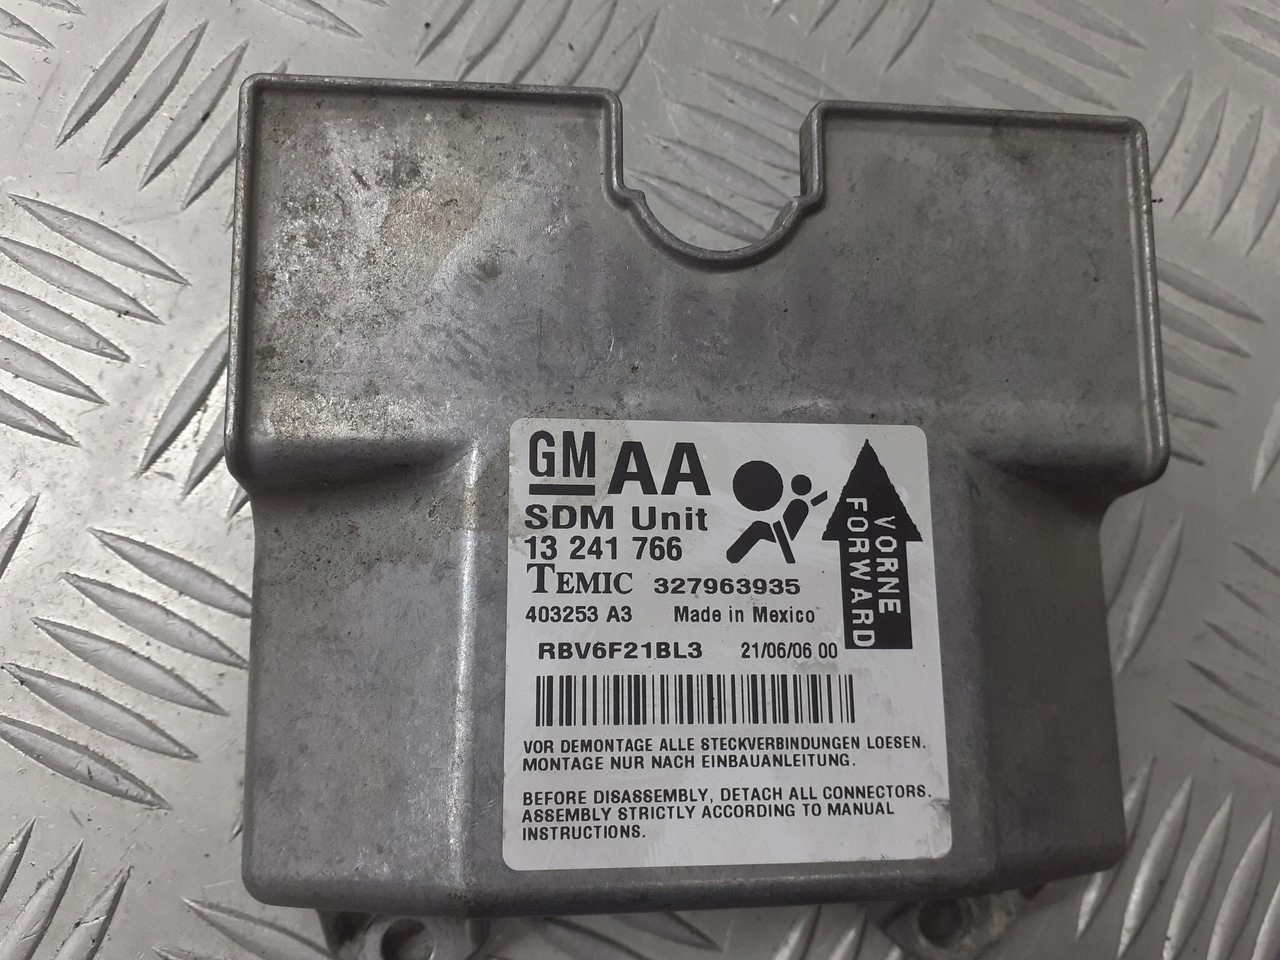 GM AA
SDM Unit
13 241 766
TEMIC 327963935
403253 A3 Made in Mexico
RBV6F21BL3 21/06/06 00
VORNE
FORWARD
VOR DEMONTAGE ALLE STECKVERBINDUNGEN LOESEN.
MONTAGE NUR NACH EINBAUANLEITUNG.
BEFORE DISASSEMBLY, DETACH ALL CONNECTORS.
ASSEMBLY STRICTLY ACCORDING TO MANUAL
INSTRUCTIONS.